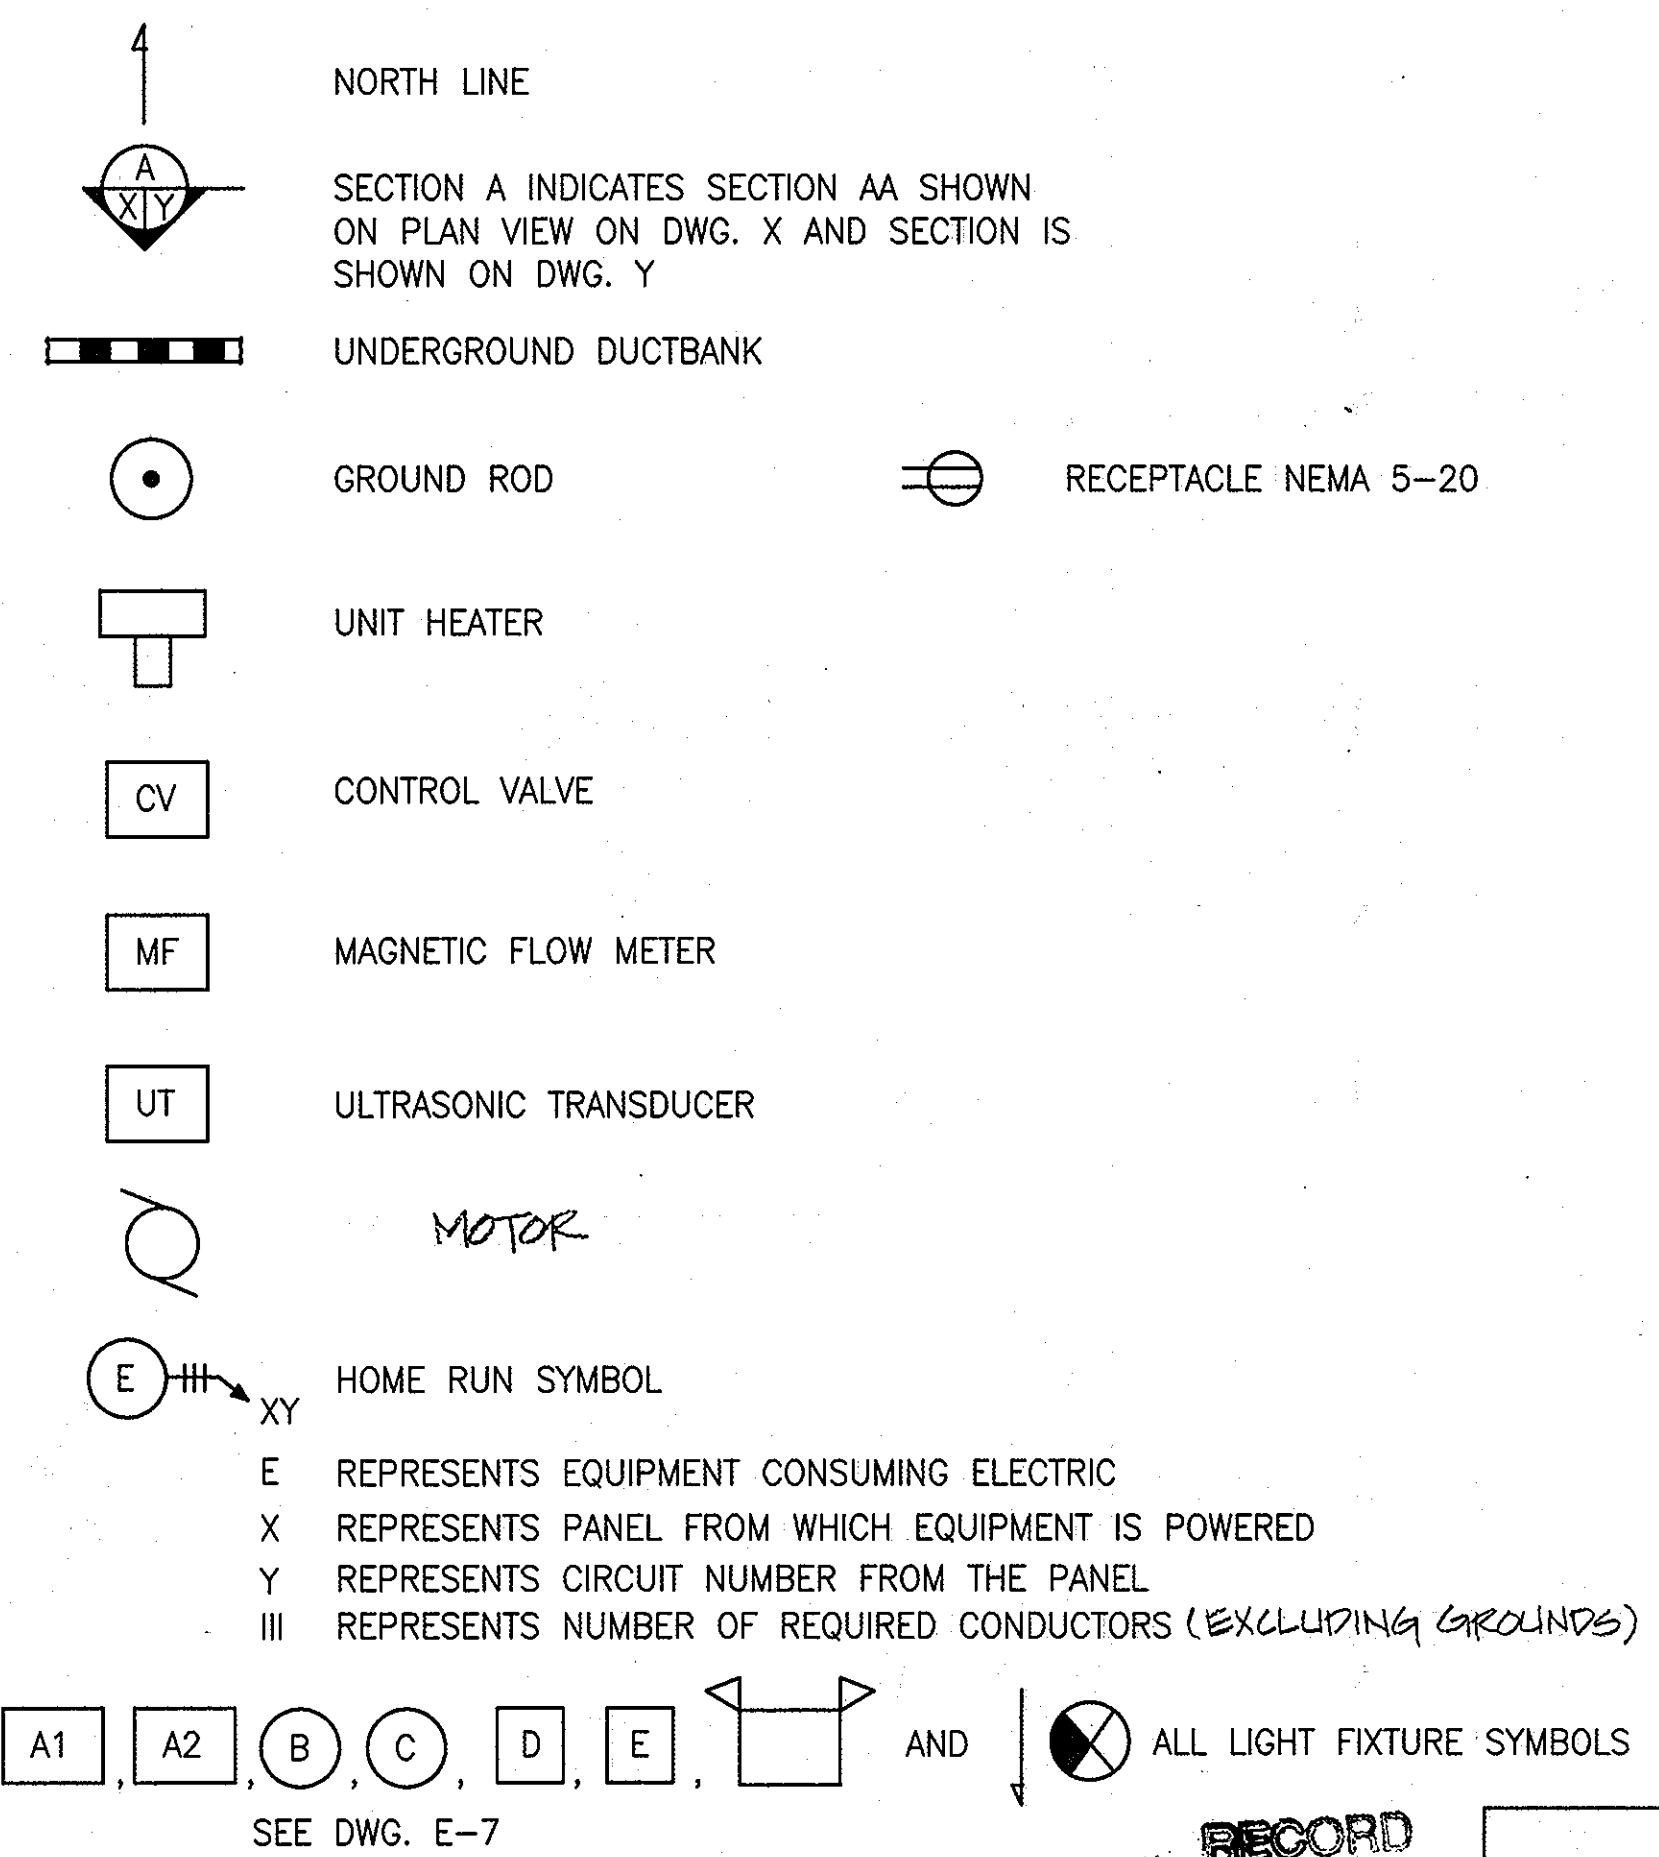 NORTH LINE
A
X Y
SECTION A INDICATES SECTION AA SHOWN
ON PLAN VIEW ON DWG. X AND SECTION IS
SHOWN ON DWG. Y
UNDERGROUND DUCTBANK
GROUND ROD
RECEPTACLE NEMA 5-20
UNIT HEATER
CV CONTROL VALVE
MF MAGNETIC FLOW METER
UT ULTRASONIC TRANSDUCER
MOTOR
E XY HOME RUN SYMBOL
E REPRESENTS EQUIPMENT CONSUMING ELECTRIC
X REPRESENTS PANEL FROM WHICH EQUIPMENT IS POWERED
Y REPRESENTS CIRCUIT NUMBER FROM THE PANEL
III REPRESENTS NUMBER OF REQUIRED CONDUCTORS (EXCLUDING GROUNDS)
A1, A2, B, C, D, E, AND ALL LIGHT FIXTURE SYMBOLS
SEE DWG. E-7
RECORD